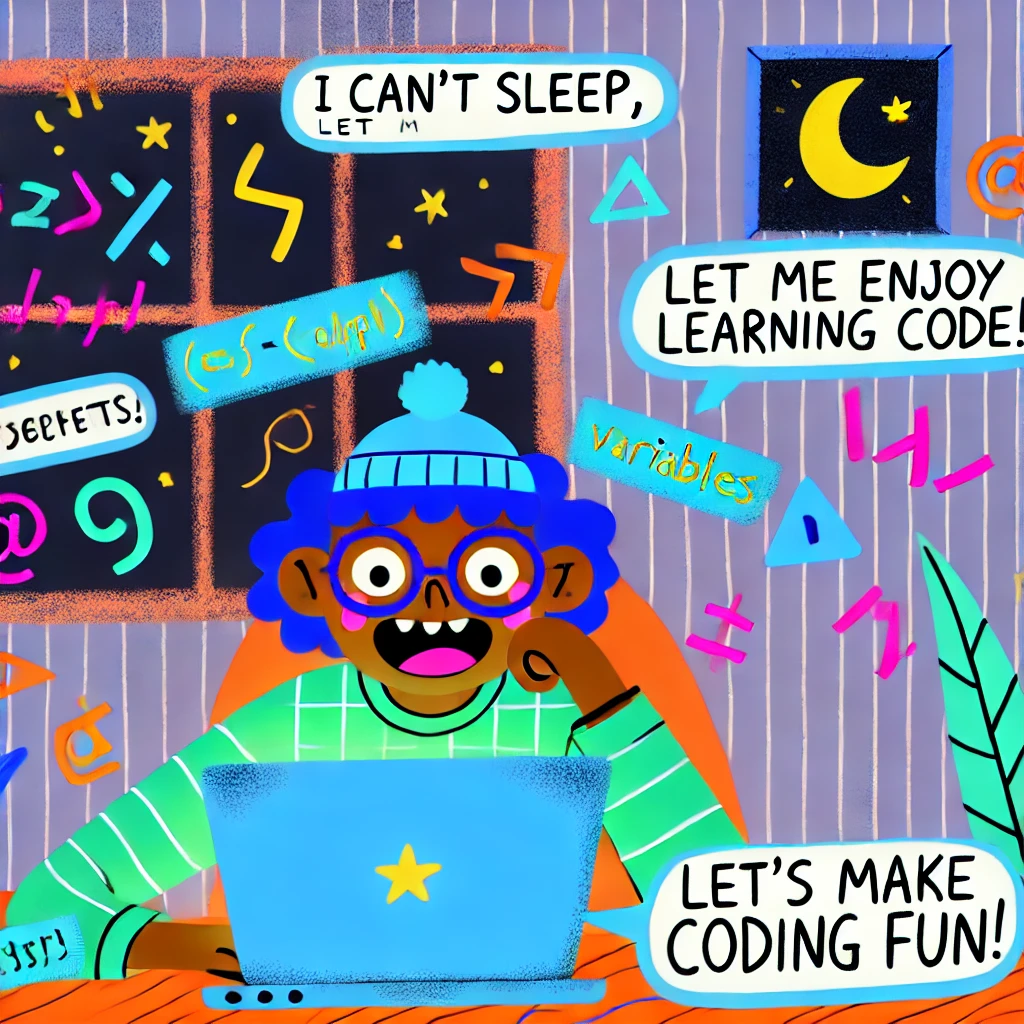 I CAN'T SLEEP,
LET M
LET ME ENJOY
LEARNING CODE!
variables
LET'S MAKE
CODING FUN!